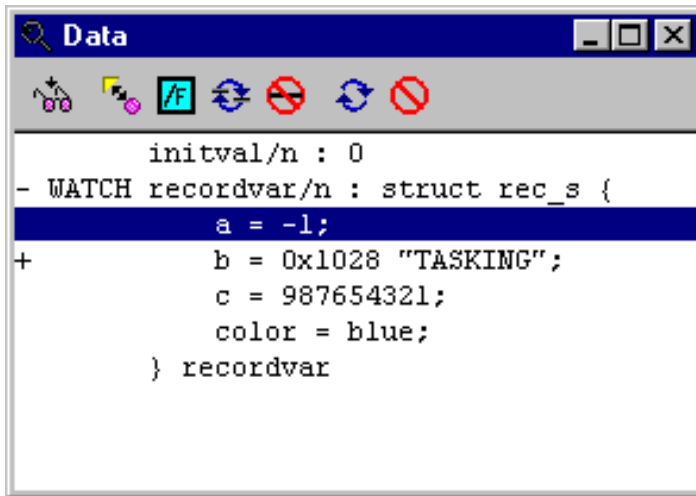 Data
/F
initval/n : 0
- WATCH recordvar/n : struct rec_s {
a = -1;
+ b = 0x1028 "TASKING";
c = 987654321;
color = blue;
} recordvar